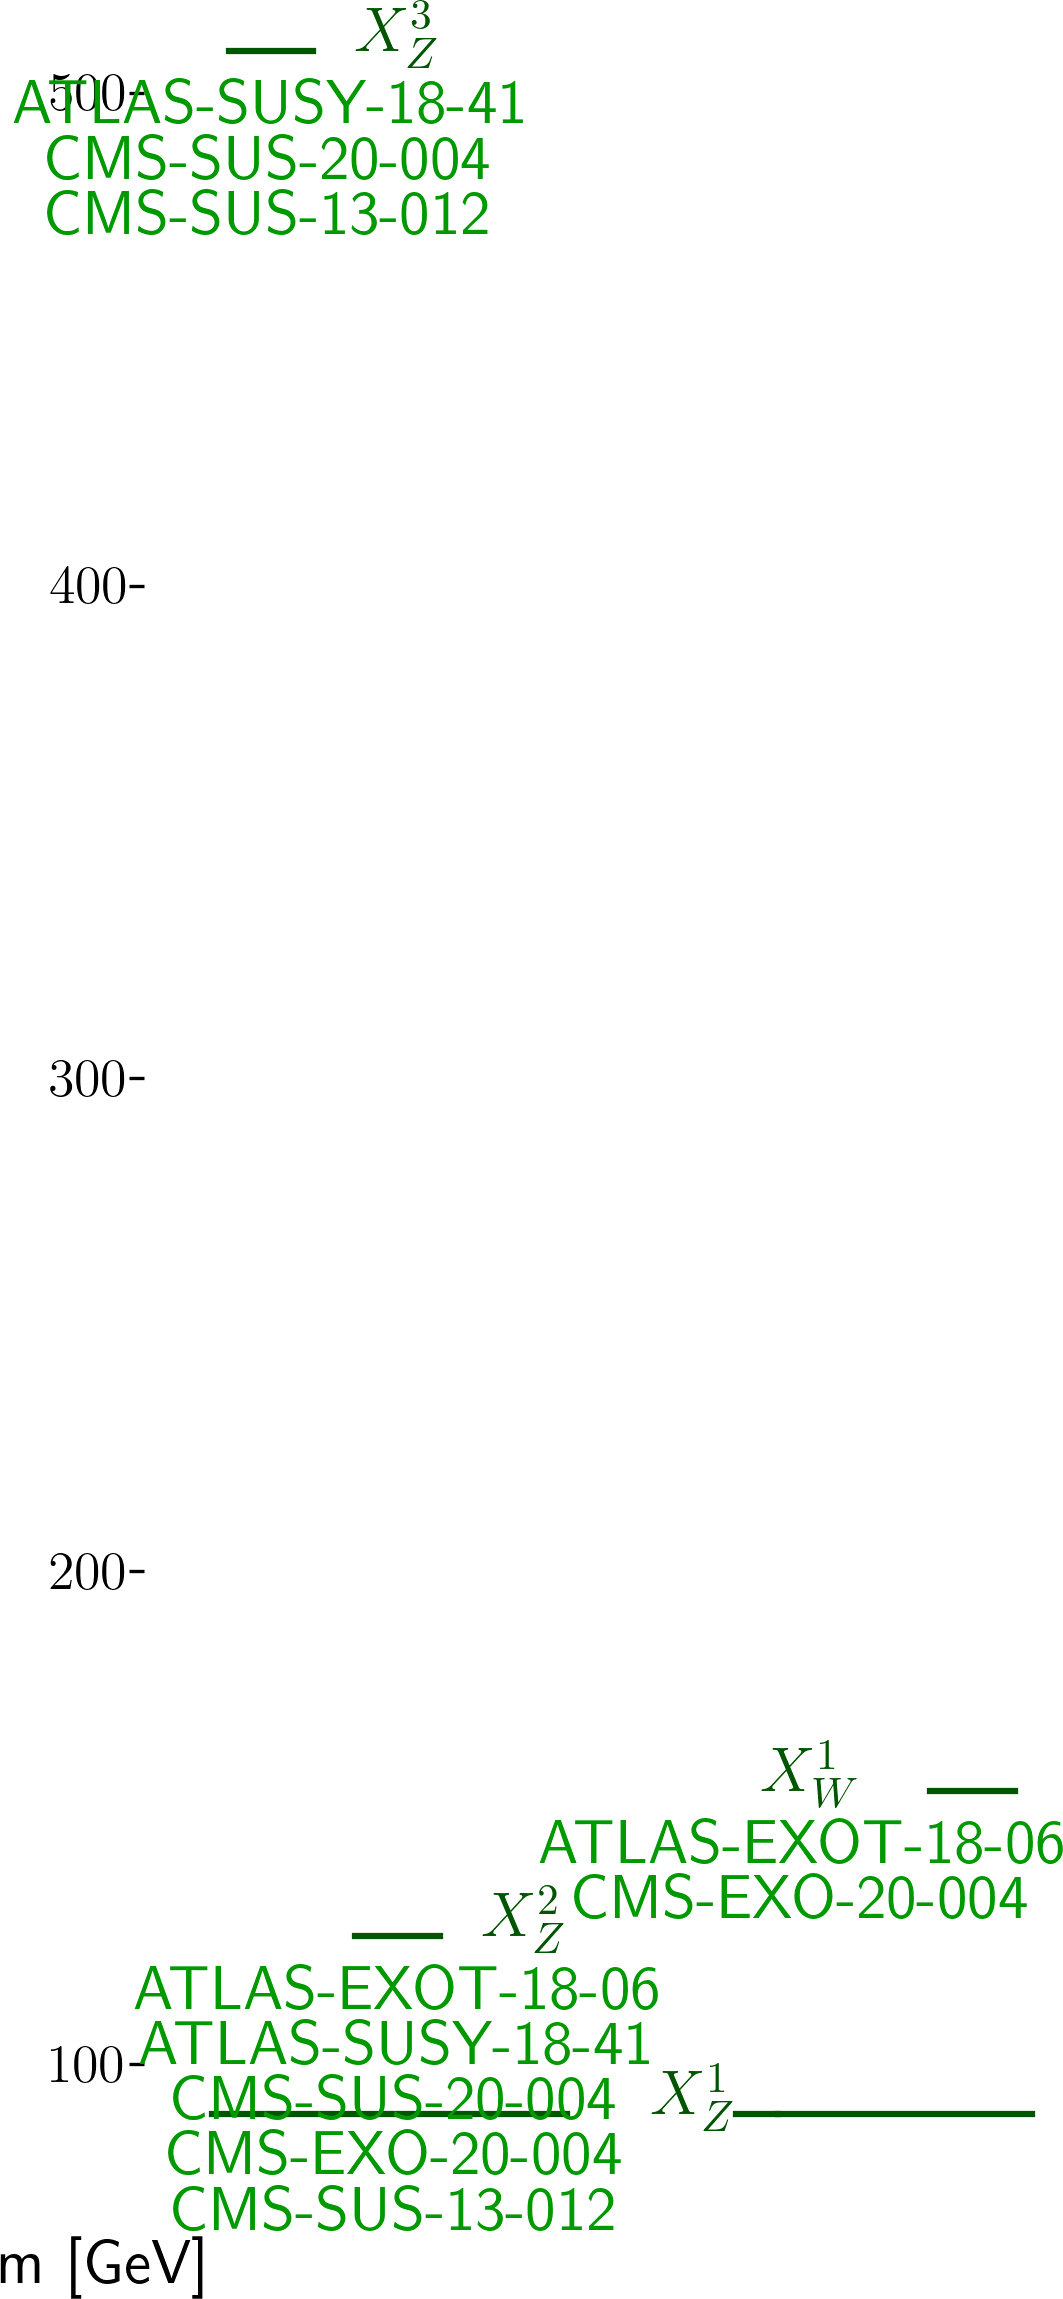 X_Z^3
500-
ATLAS-SUSY-18-41
CMS-SUS-20-004
CMS-SUS-13-012
400-
300-
200-
X_W^1
ATLAS-EXOT-18-06
CMS-EXO-20-004
X_Z^2
ATLAS-EXOT-18-06
ATLAS-SUSY-18-41
100-
CMS-SUS-20-004
X_Z^1
CMS-EXO-20-004
CMS-SUS-13-012
m [GeV]